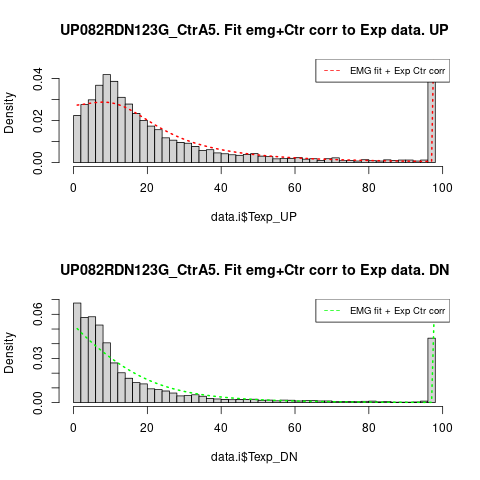 UP082RDN123G_CtrA5. Fit emg+Ctr corr to Exp data. UP
EMG fit + Exp Ctr corr
Density
0.00
0.02
0.04
0
20
40
60
80
100
data.i$Texp_UP
UP082RDN123G_CtrA5. Fit emg+Ctr corr to Exp data. DN
EMG fit + Exp Ctr corr
Density
0.00
0.03
0.06
0
20
40
60
80
100
data.i$Texp_DN